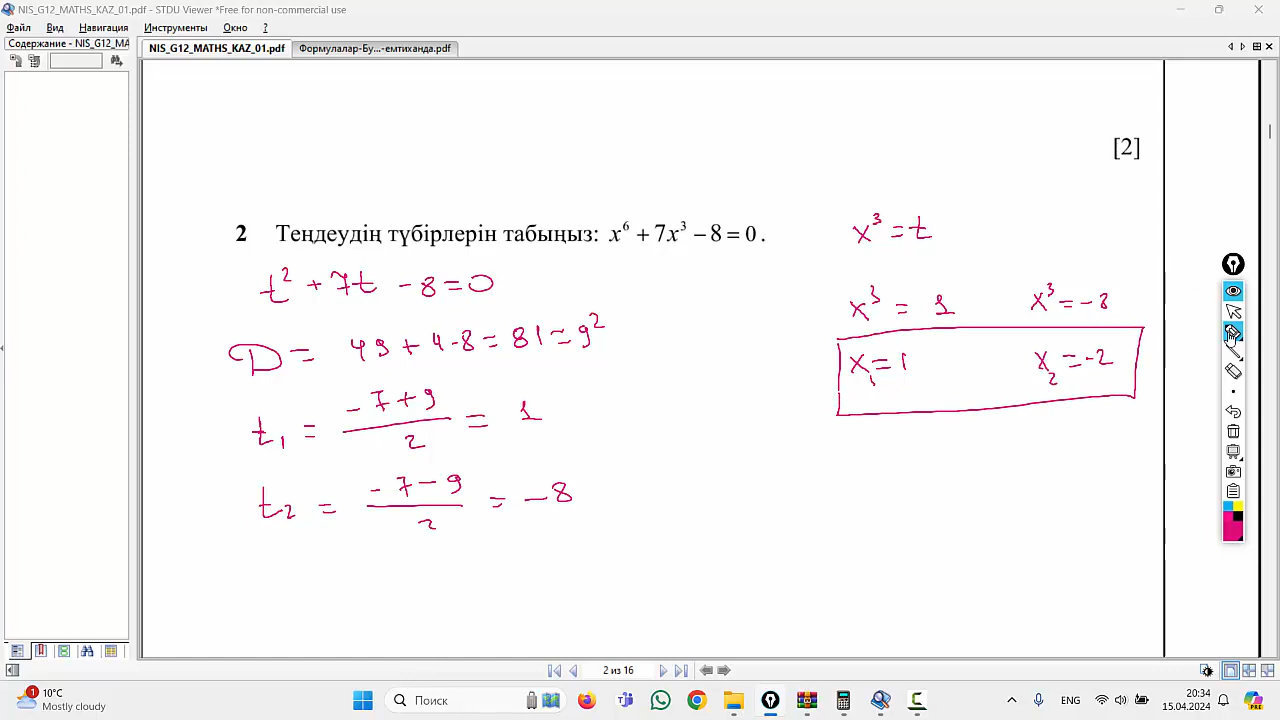 NIS_G12_MATHS_KAZ_01.pdf - STDU Viewer *Free for non-commercial use
Файл Вид Навигация Инструменты Окно ?
Содержание - NIS_G12_MA
NIS_G12_MATHS_KAZ_01.pdf
Формулалар-Бу...-емтиханда.pdf
[2]
2 Теңдеудің түбірлерін табыңыз: x⁶ + 7x³ − 8 = 0.
x³ = t
t² + 7t − 8 = 0
x³ = 1
x³ = −8
D = 49 + 4·8 = 81 = 9²
x₁ = 1
x₂ = −2
t₁ = (−7+9)/2 = 1
t₂ = (−7−9)/2 = −8
2 из 16
1
10°C
Mostly cloudy
Поиск
ENG
20:34
15.04.2024
PRE